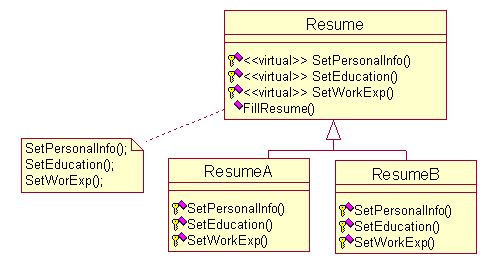 Resume
<<virtual>> SetPersonalInfo()
<<virtual>> SetEducation()
<<virtual>> SetWorkExp()
FillResume()
SetPersonalInfo();
SetEducation();
SetWorExp();
ResumeA
SetPersonalInfo()
SetEducation()
SetWorkExp()
ResumeB
SetPersonalInfo()
SetEducation()
SetWorkExp()